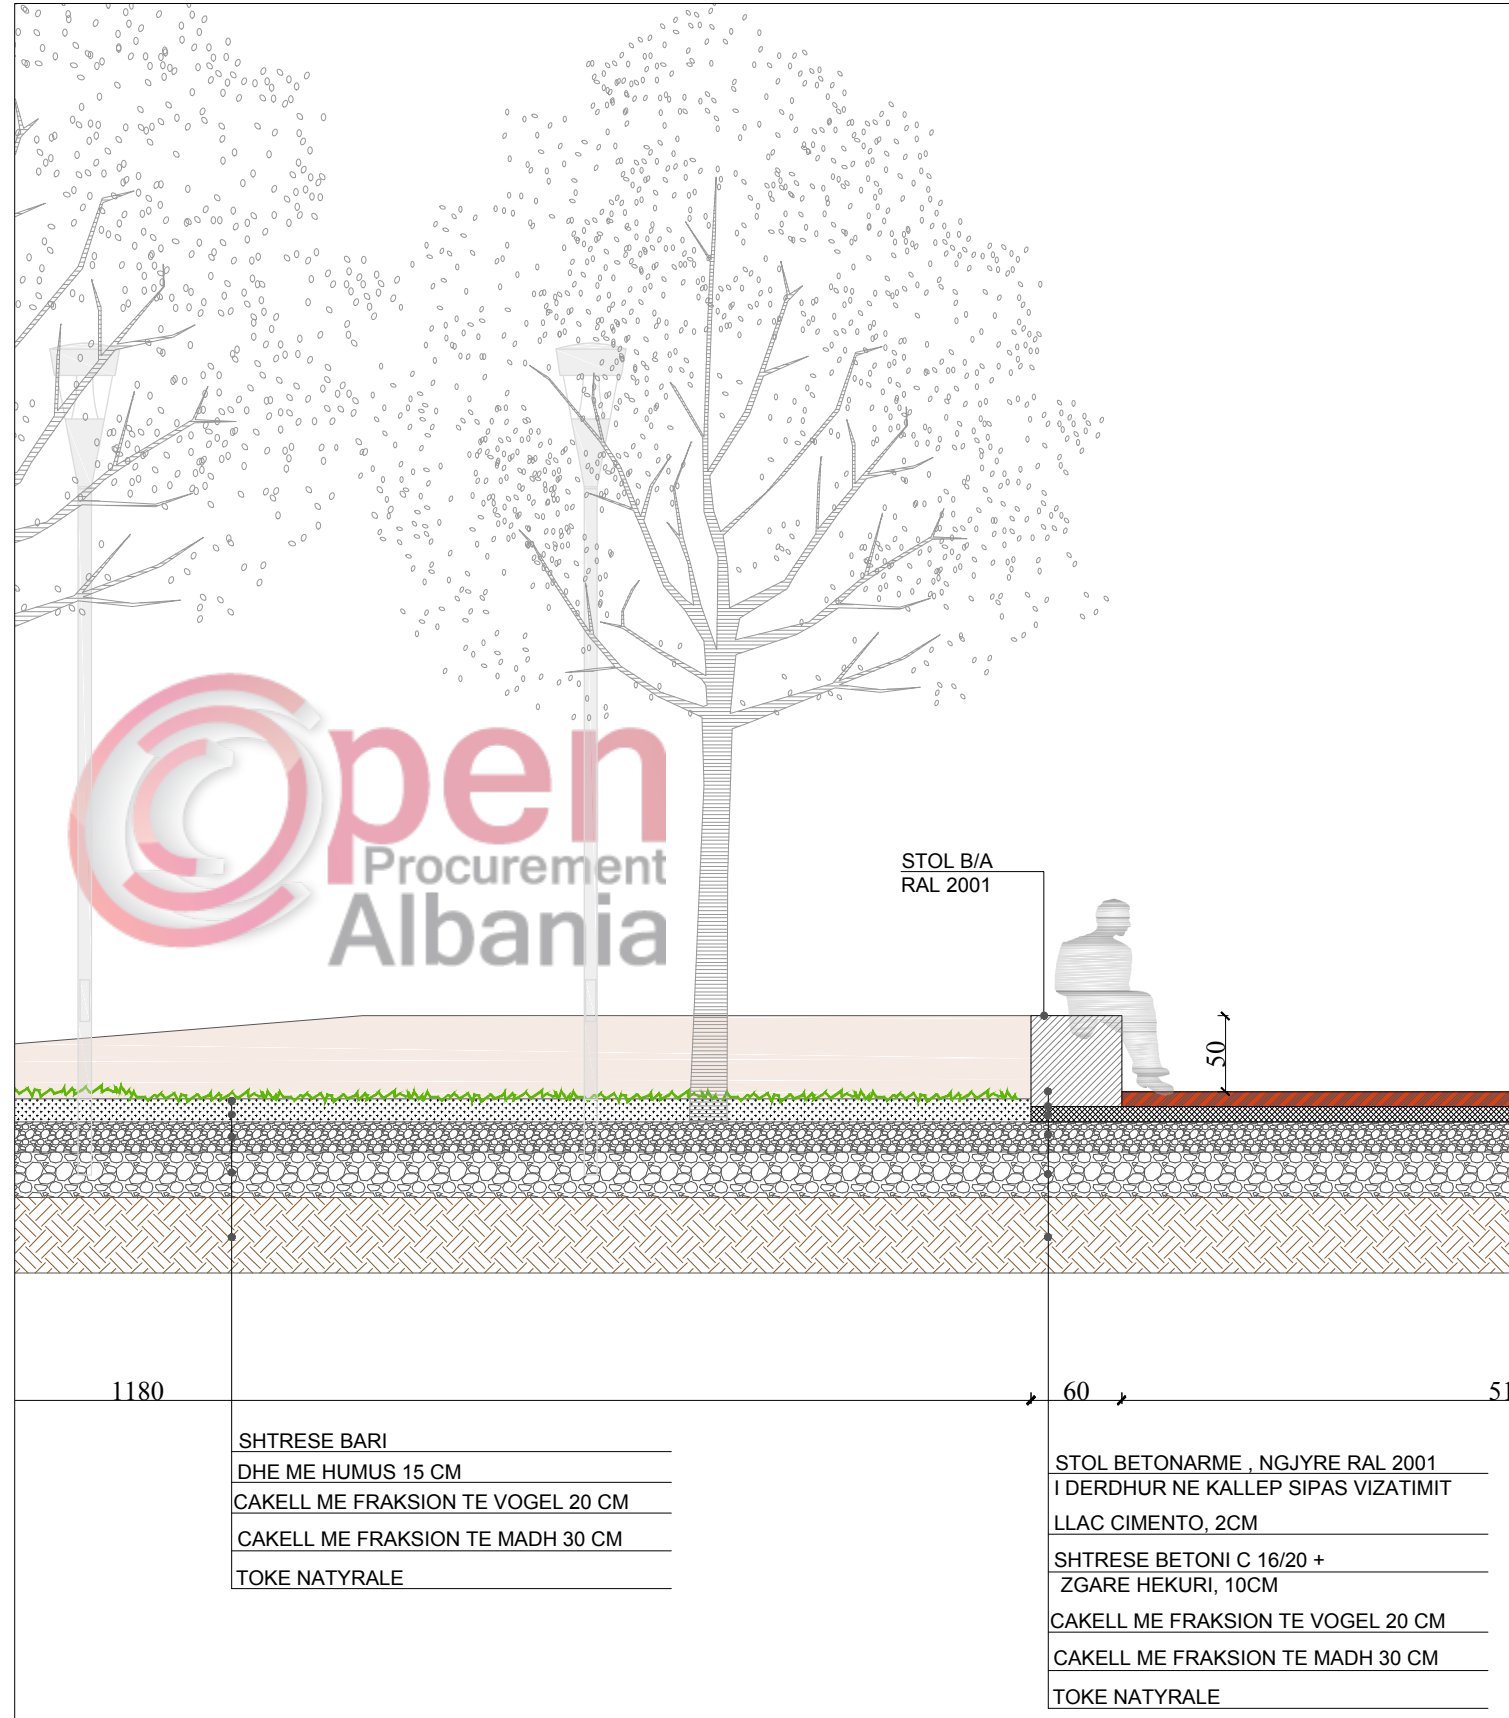 Open
Procurement
Albania
STOL B/A
RAL 2001
50
1180
60
51
SHTRESE BARI
DHE ME HUMUS 15 CM
CAKELL ME FRAKSION TE VOGEL 20 CM
CAKELL ME FRAKSION TE MADH 30 CM
TOKE NATYRALE
STOL BETONARME , NGJYRE RAL 2001
I DERDHUR NE KALLEP SIPAS VIZATIMIT
LLAC CIMENTO, 2CM
SHTRESE BETONI C 16/20 +
ZGARE HEKURI, 10CM
CAKELL ME FRAKSION TE VOGEL 20 CM
CAKELL ME FRAKSION TE MADH 30 CM
TOKE NATYRALE